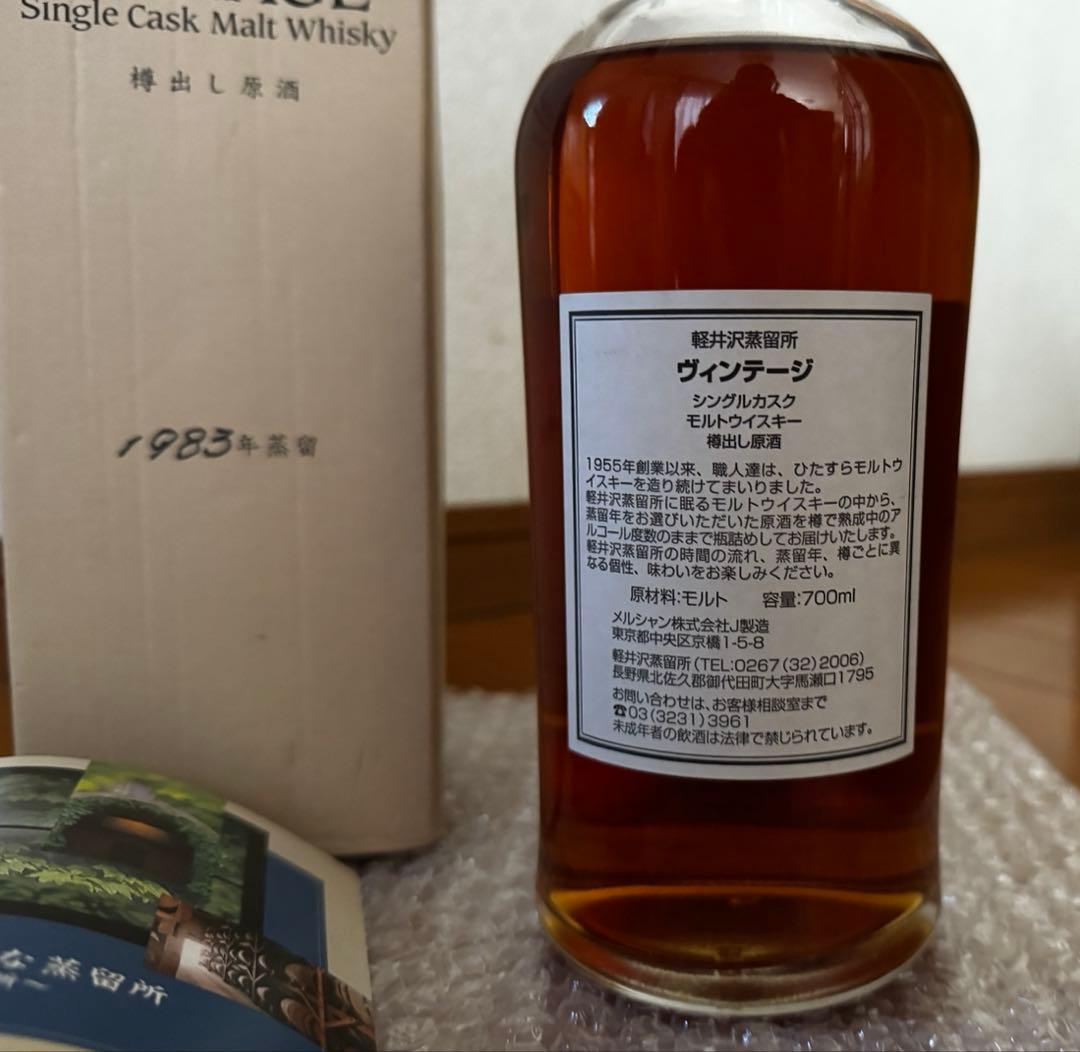 Single Cask Malt Whisky
樽出し原酒
1983年蒸留
な蒸留所
軽井沢蒸留所
ヴィンテージ
シングルカスク
モルトウイスキー
樽出し原酒
1955年創業以来、職人達は、ひたすらモルトウ
イスキーを造り続けてまいりました。
軽井沢蒸留所に眠るモルトウイスキーの中から、
蒸留年をお選びいただいた原酒を樽で熟成中のア
ルコール度数のままで瓶詰めしてお届けいたします。
軽井沢蒸留所の時間の流れ、蒸留年、樽ごとに異
なる個性、味わいをお楽しみください。
原材料:モルト 容量:700ml
メルシャン株式会社J製造
東京都中央区京橋1-5-8
軽井沢蒸留所(TEL:0267(32)2006)
長野県北佐久郡御代田町大字馬瀬口1795
お問い合わせは、お客様相談室まで
☎03(3231)3961
未成年者の飲酒は法律で禁じられています。